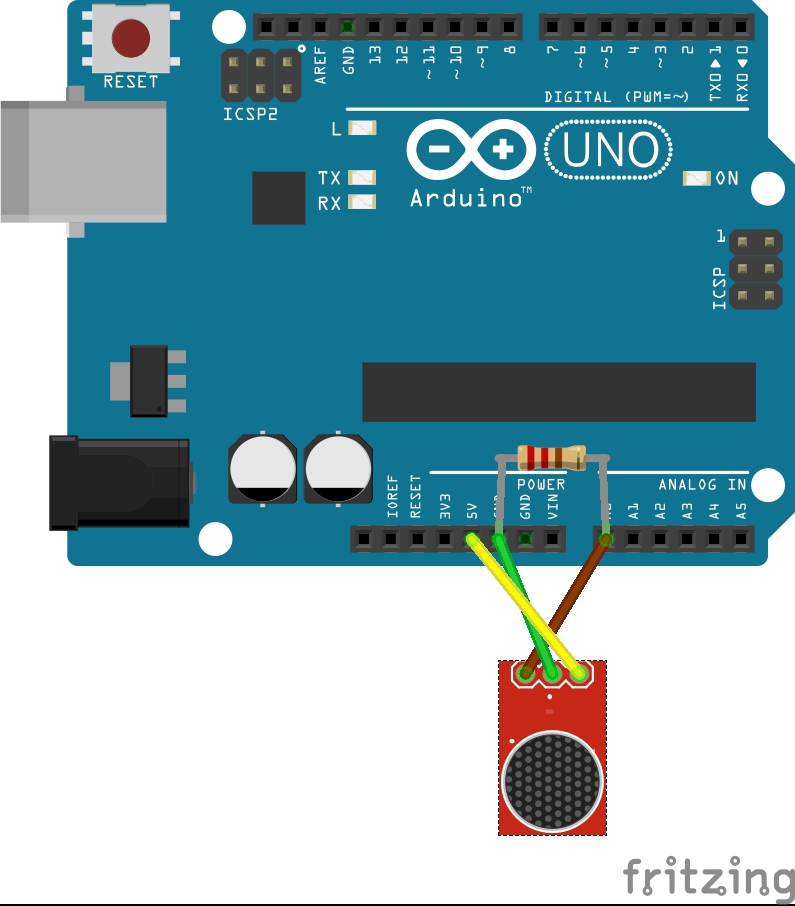 RESET
ICSP2
AREF
GND
13
12
~11
~10
~9
8
7
~6
~5
4
~3
2
TX0▶1
RX0◀0
DIGITAL (PWM=~)
L
TX
RX
Arduino™
UNO
ON
1
ICSP
IOREF
RESET
3V3
5V
GND
VIN
POWER
ANALOG IN
A1
A2
A3
A4
A5
fritzing